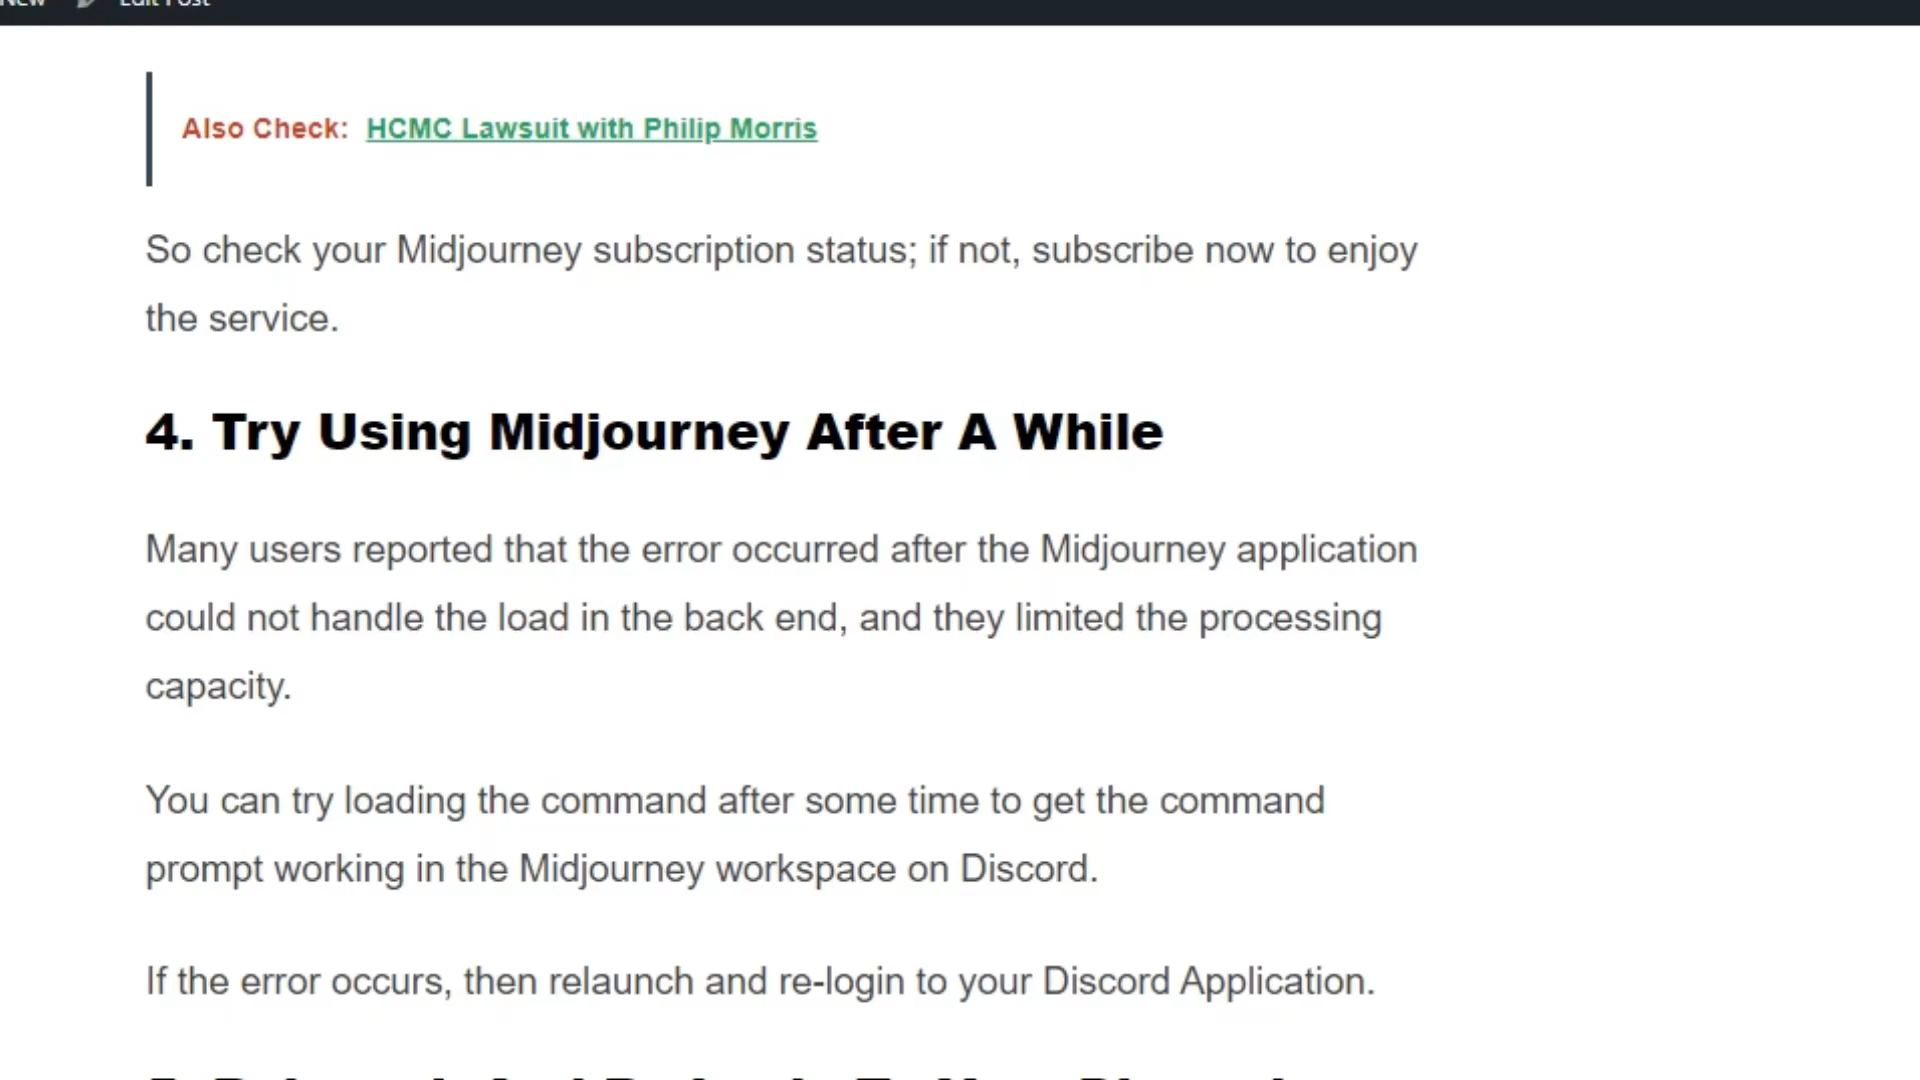 New Edit Post
Also Check: HCMC Lawsuit with Philip Morris
So check your Midjourney subscription status; if not, subscribe now to enjoy
the service.
4. Try Using Midjourney After A While
Many users reported that the error occurred after the Midjourney application
could not handle the load in the back end, and they limited the processing
capacity.
You can try loading the command after some time to get the command
prompt working in the Midjourney workspace on Discord.
If the error occurs, then relaunch and re-login to your Discord Application.